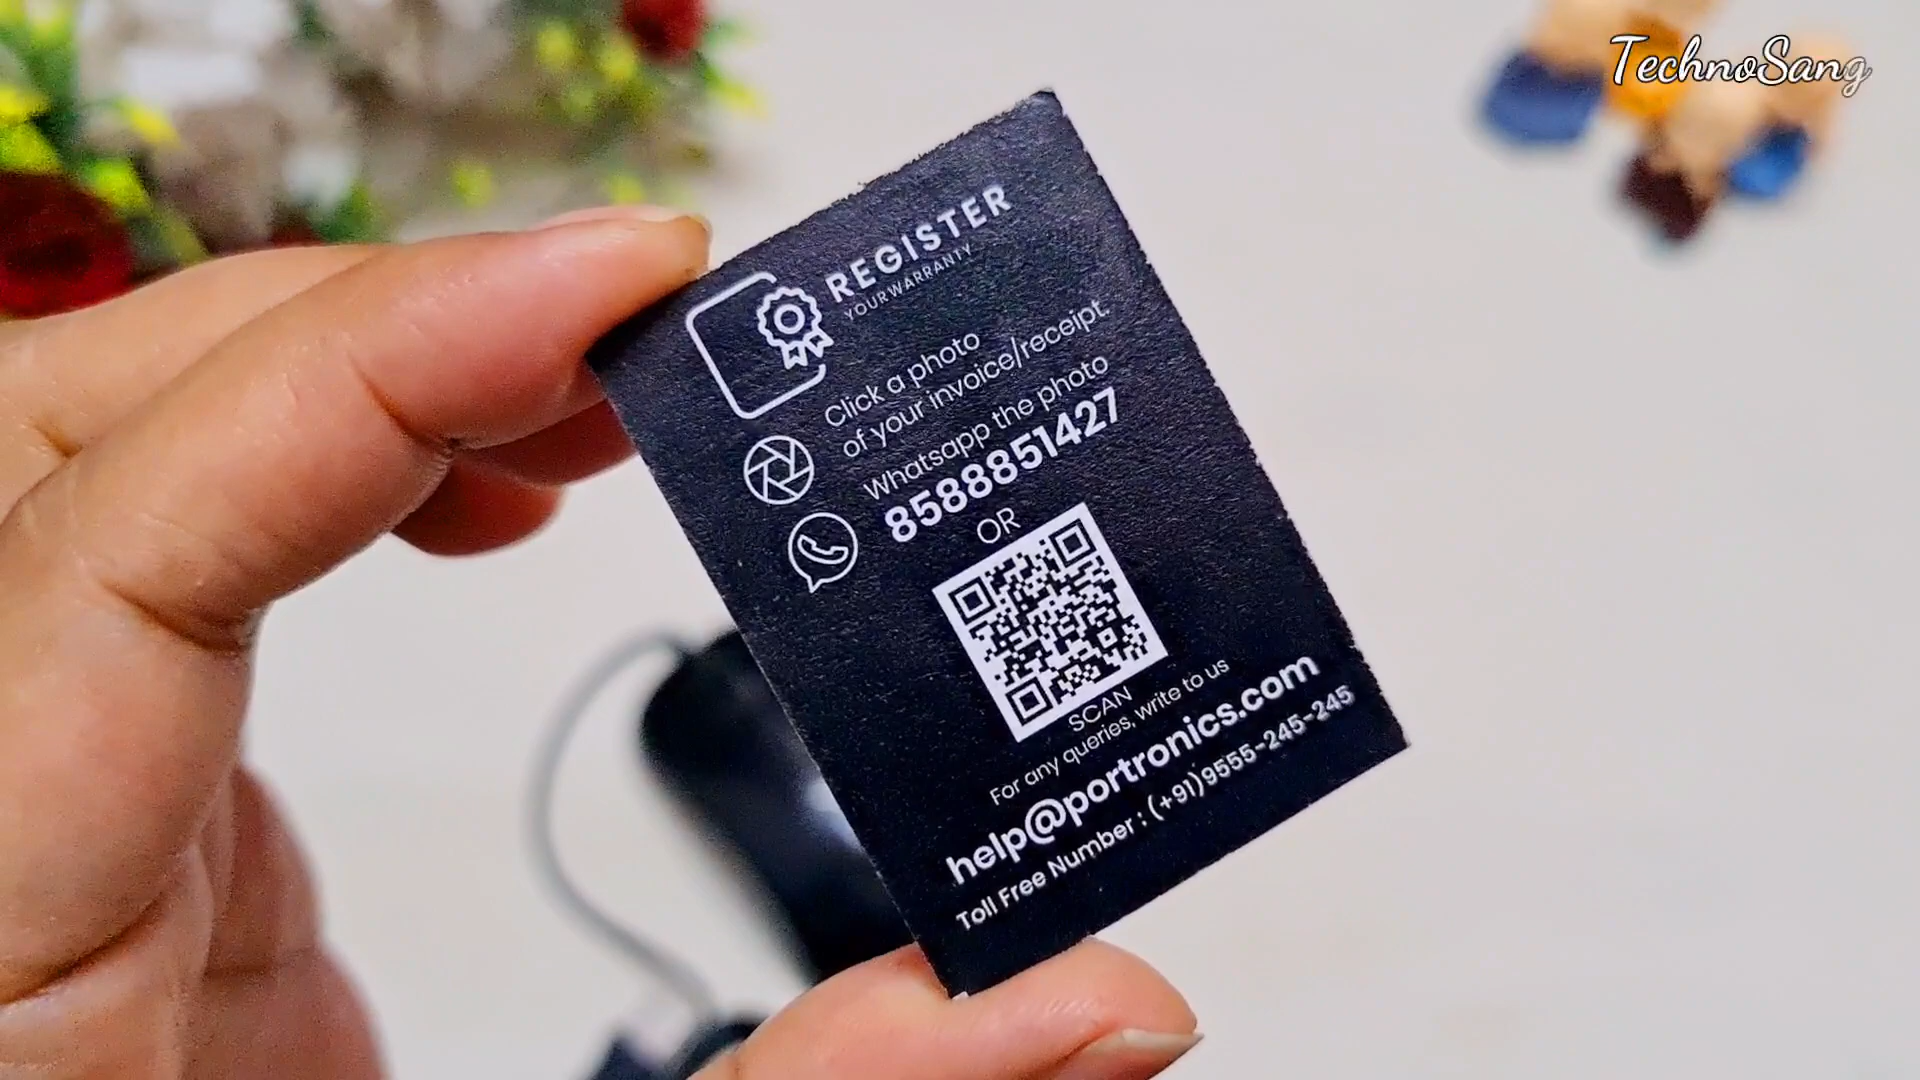 TechnoSang
REGISTER
YOUR WARRANTY
Click a photo
of your invoice/receipt.
Whatsapp the photo
8588851427
OR
SCAN
For any queries, write to us
help@portronics.com
Toll Free Number : (+91)9555-245-245